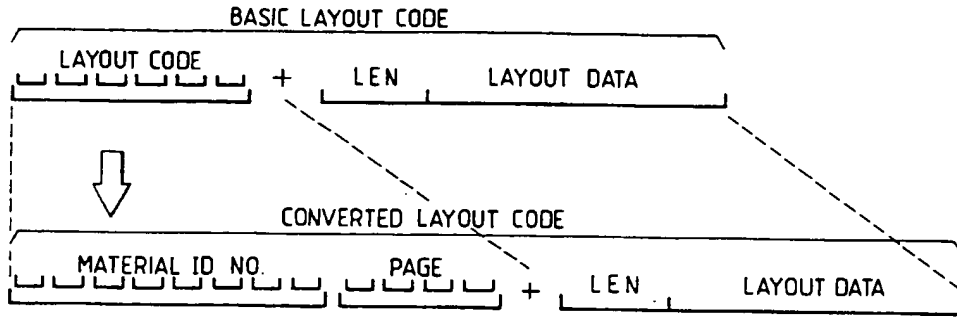 BASIC LAYOUT CODE
LAYOUT CODE + LEN LAYOUT DATA
CONVERTED LAYOUT CODE
MATERIAL ID NO. PAGE + LEN LAYOUT DATA